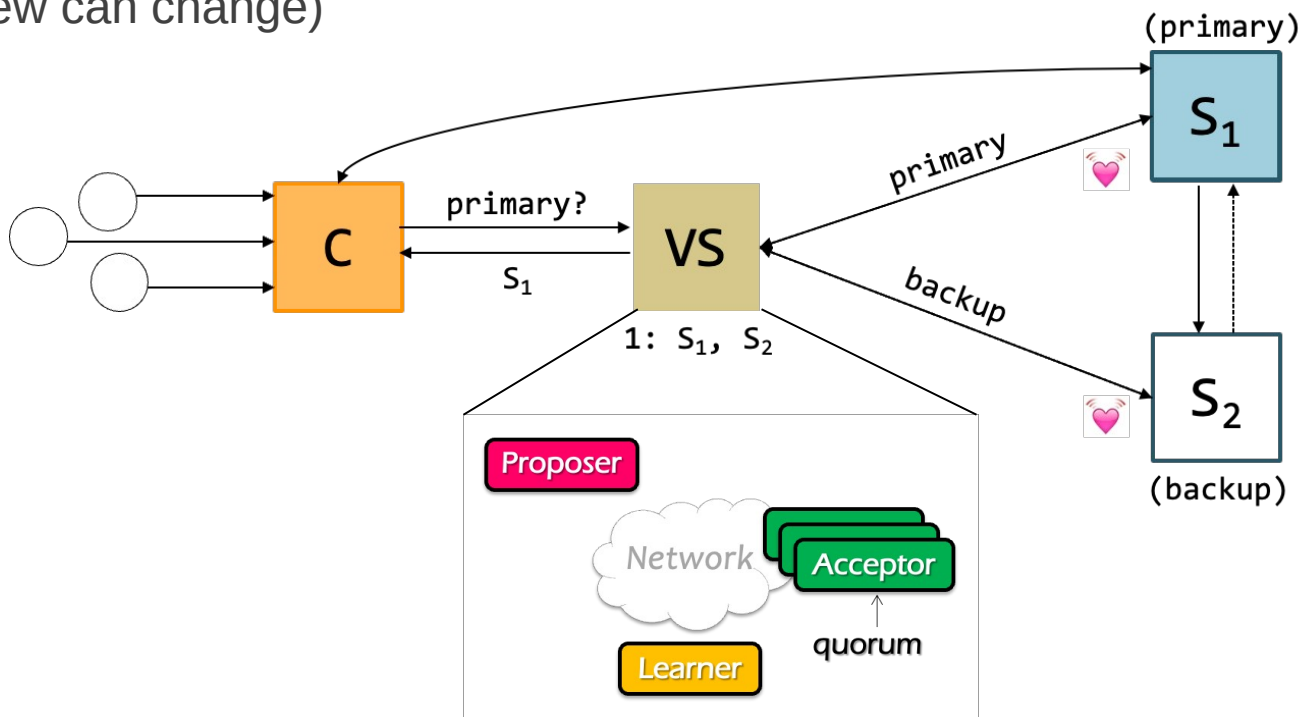 ew can change)
(primary)
S₁
primary
primary?
C
VS
S₁
backup
1: S₁, S₂
S₂
(backup)
Proposer
Network
Acceptor
quorum
Learner